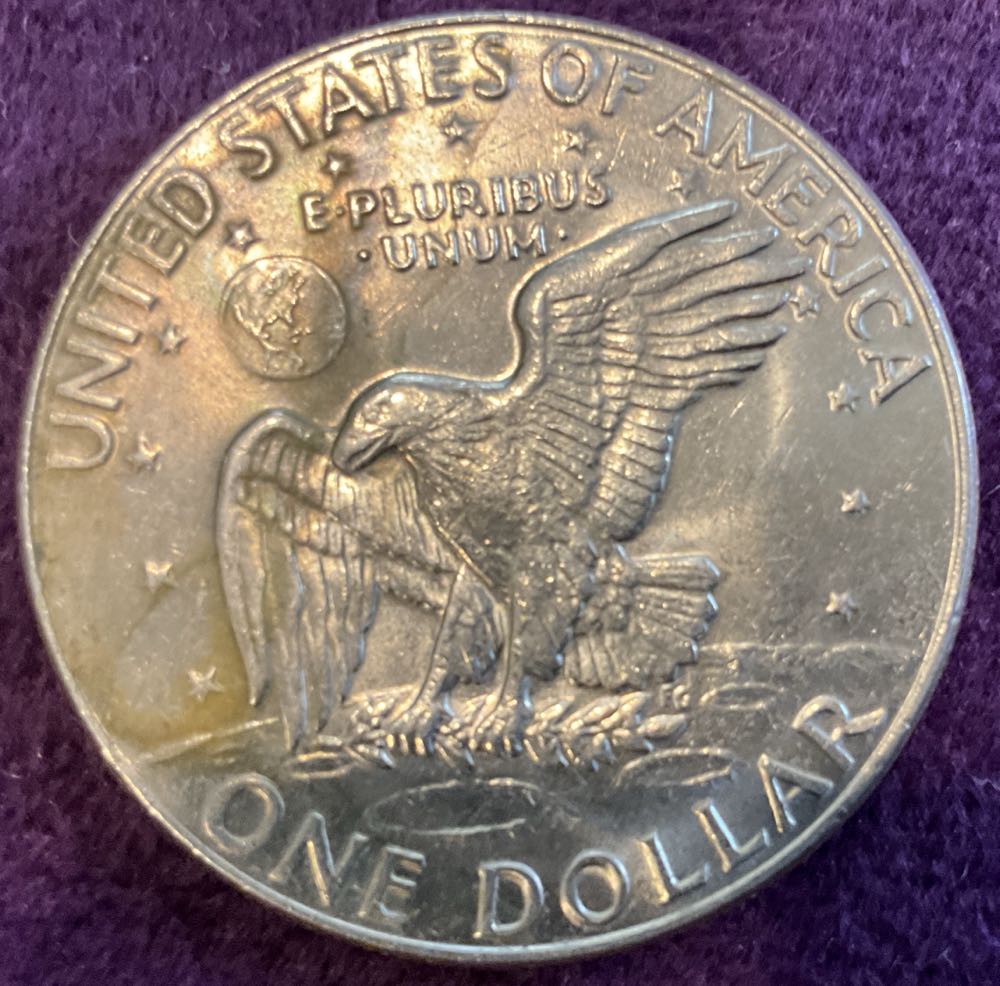 UNITED STATES OF AMERICA
E·PLURIBUS
·UNUM·
ONE DOLLAR